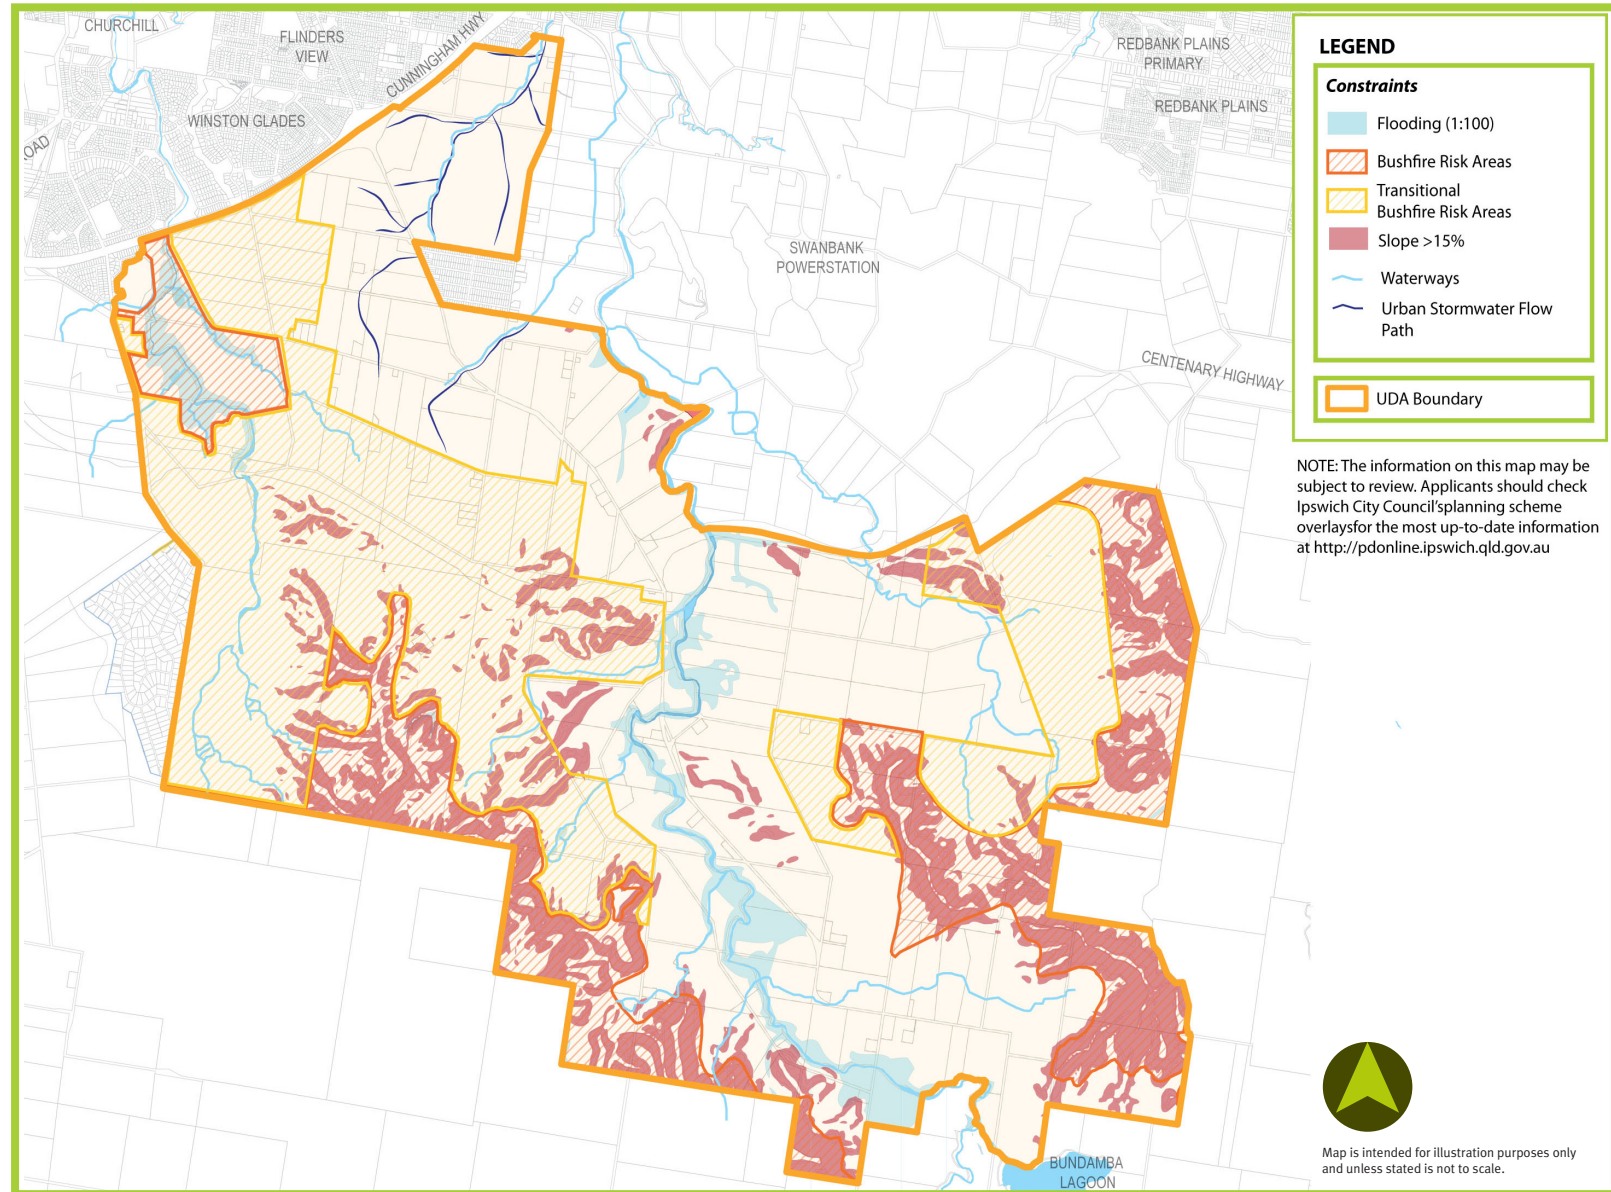 CHURCHILL
FLINDERS
VIEW
CUNNINGHAM HWY
WINSTON GLADES
OAD
REDBANK PLAINS
PRIMARY
REDBANK PLAINS
SWANBANK
POWERSTATION
CENTENARY HIGHWAY
BUNDAMBA
LAGOON
LEGEND
Constraints
Flooding (1:100)
Bushfire Risk Areas
Transitional
Bushfire Risk Areas
Slope >15%
Waterways
Urban Stormwater Flow
Path
UDA Boundary
NOTE: The information on this map may be
subject to review. Applicants should check
Ipswich City Council'splanning scheme
overlaysfor the most up-to-date information
at http://pdonline.ipswich.qld.gov.au
Map is intended for illustration purposes only
and unless stated is not to scale.